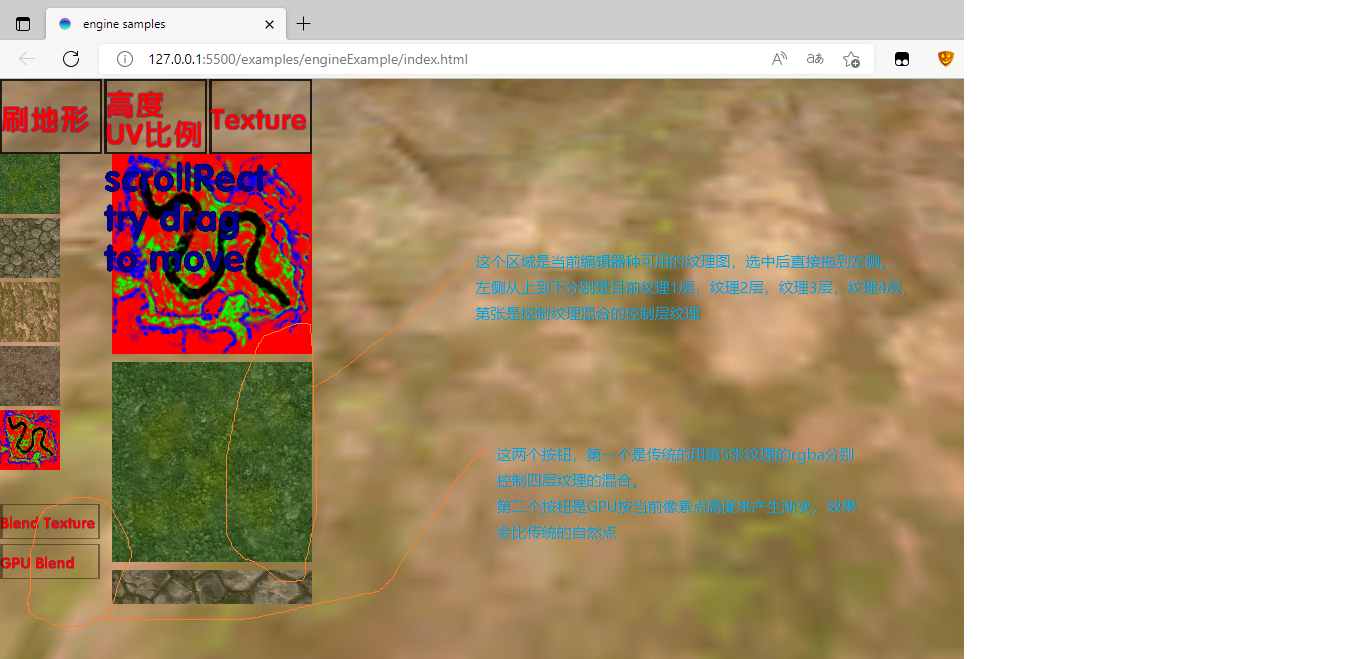 engine samples
127.0.0.1:5500/examples/engineExample/index.html
刷地形
高度
UV比例
Texture
scrollRect
try drag
to move
这个区域是当前编辑器种可用的纹理图，选中后直接拖到左侧。
左侧从上到下分别是目前纹理1层，纹理2层，纹理3层，纹理4层，
第张是控制纹理混合的控制层纹理
这两个按钮，第一个是传统的用第5张纹理的rgba分别
控制四层纹理的混合。
第二个按钮是GPU按当前像素点高度来产生渐变，效果
会比传统的自然点
Blend Texture
GPU Blend